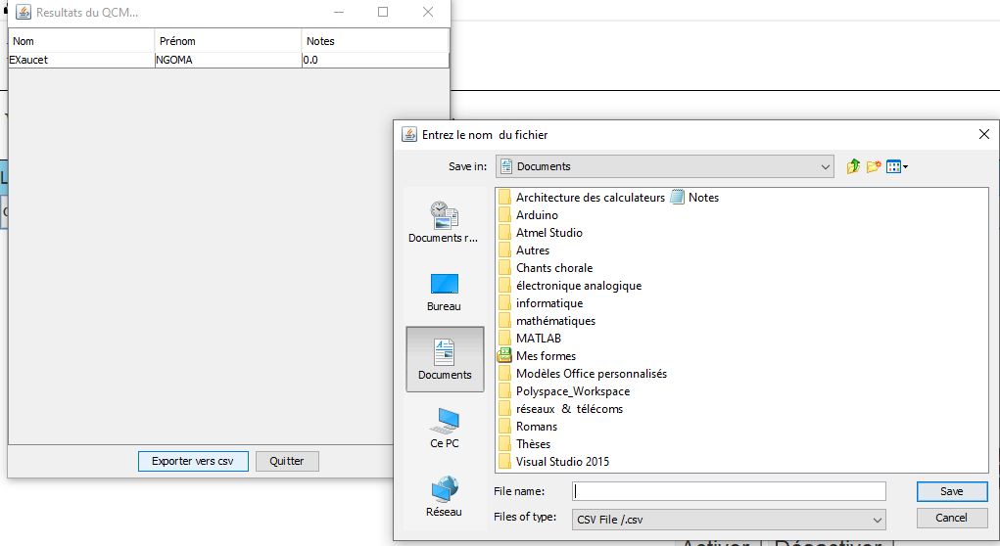 Resultats du QCM...
Nom Prénom Notes
EXaucet NGOMA 0.0
Exporter vers csv Quitter
Entrez le nom du fichier
Save in: Documents
Documents r...
Bureau
Documents
Ce PC
Réseau
Architecture des calculateurs Notes
Arduino
Atmel Studio
Autres
Chants chorale
électronique analogique
informatique
mathématiques
MATLAB
Mes formes
Modèles Office personnalisés
Polyspace_Workspace
réseaux & télécoms
Romans
Thèses
Visual Studio 2015
File name: Save
Files of type: CSV File /.csv Cancel
Activer Désactiver